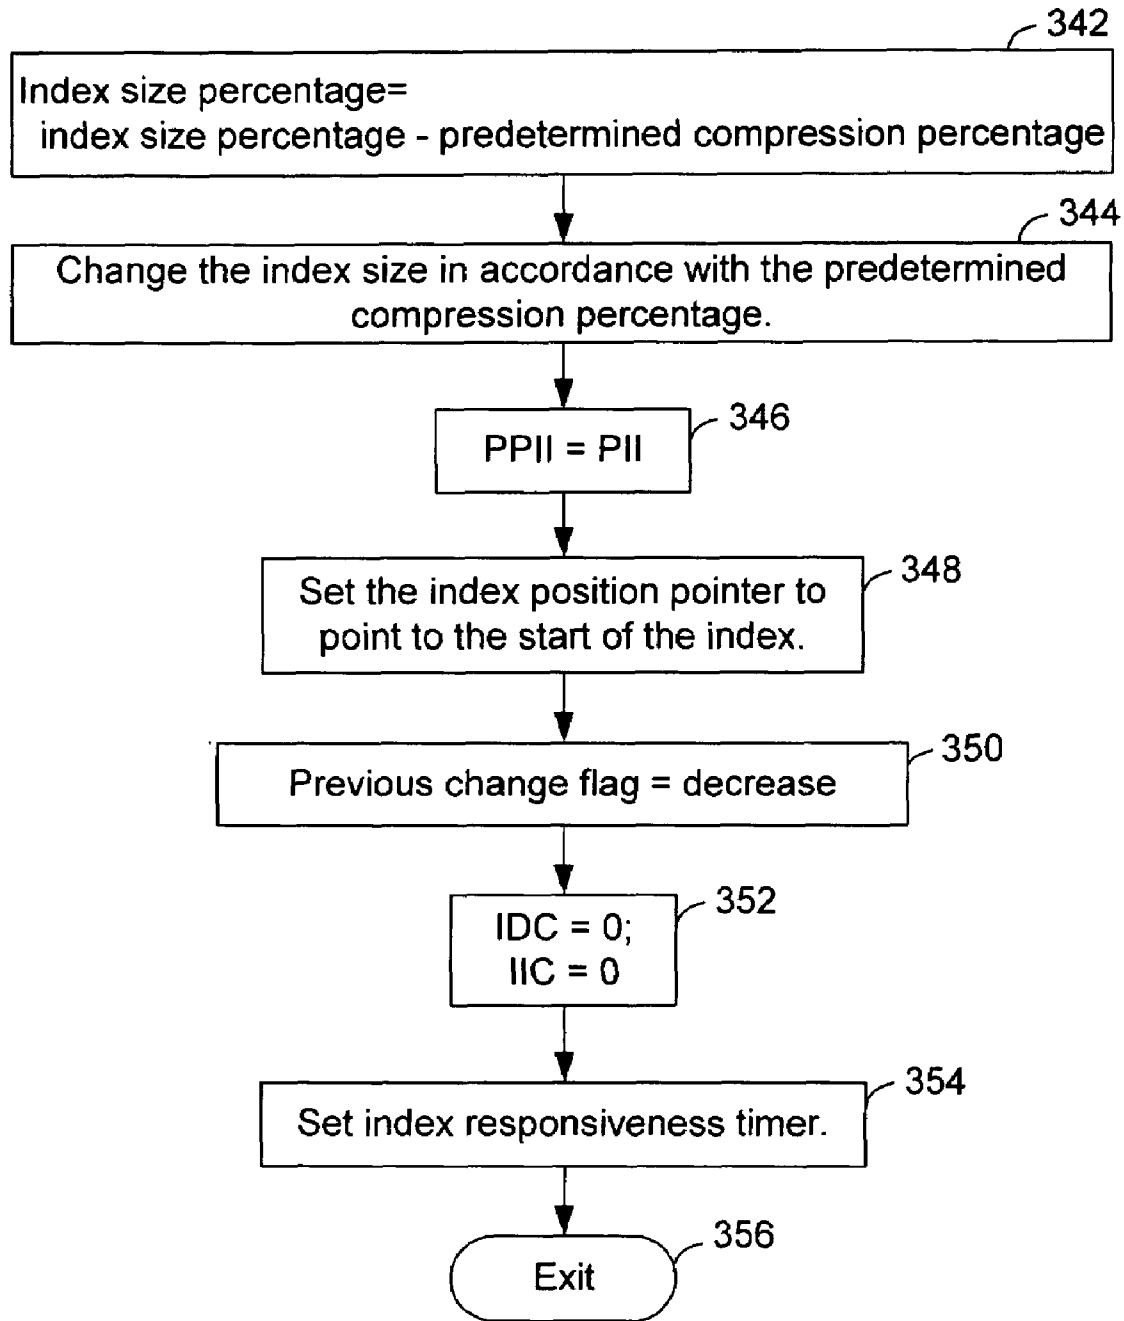 342
Index size percentage=
index size percentage - predetermined compression percentage
344
Change the index size in accordance with the predetermined
compression percentage.
346
PPII = PII
348
Set the index position pointer to
point to the start of the index.
350
Previous change flag = decrease
352
IDC = 0;
IIC = 0
354
Set index responsiveness timer.
356
Exit